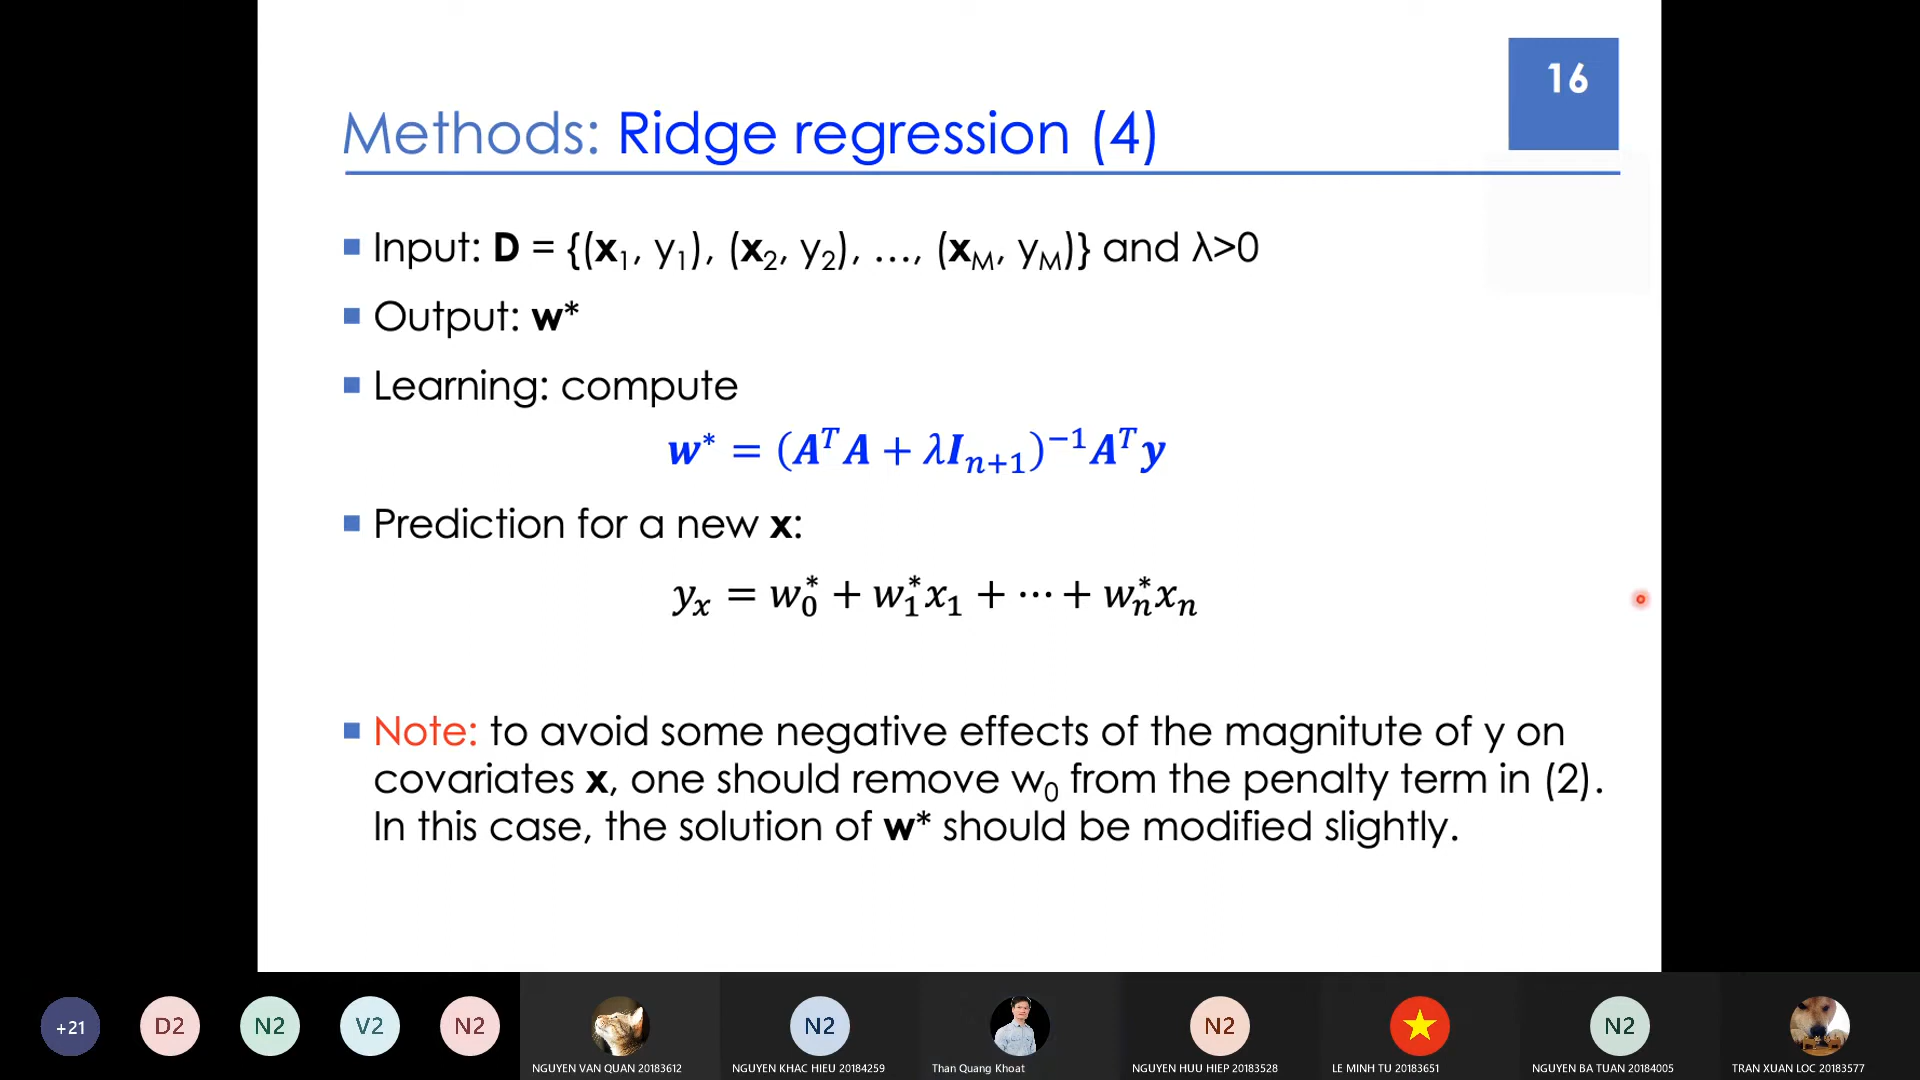 16
Methods: Ridge regression (4)
Input: D = {(x₁, y₁), (x₂, y₂), …, (x_M, y_M)} and λ>0
Output: w*
Learning: compute
w* = (AᵀA + λIₙ₊₁)⁻¹Aᵀy
Prediction for a new x:
yₓ = w₀* + w₁*x₁ + ⋯ + wₙ*xₙ
Note: to avoid some negative effects of the magnitute of y on
covariates x, one should remove w₀ from the penalty term in (2).
In this case, the solution of w* should be modified slightly.
+21
D2
N2
V2
N2
N2
N2
N2
NGUYEN VAN QUAN 20183612
NGUYEN KHAC HIEU 20184259
Than Quang Khoat
NGUYEN HUU HIEP 20183528
LE MINH TU 20183651
NGUYEN BA TUAN 20184005
TRAN XUAN LOC 20183577